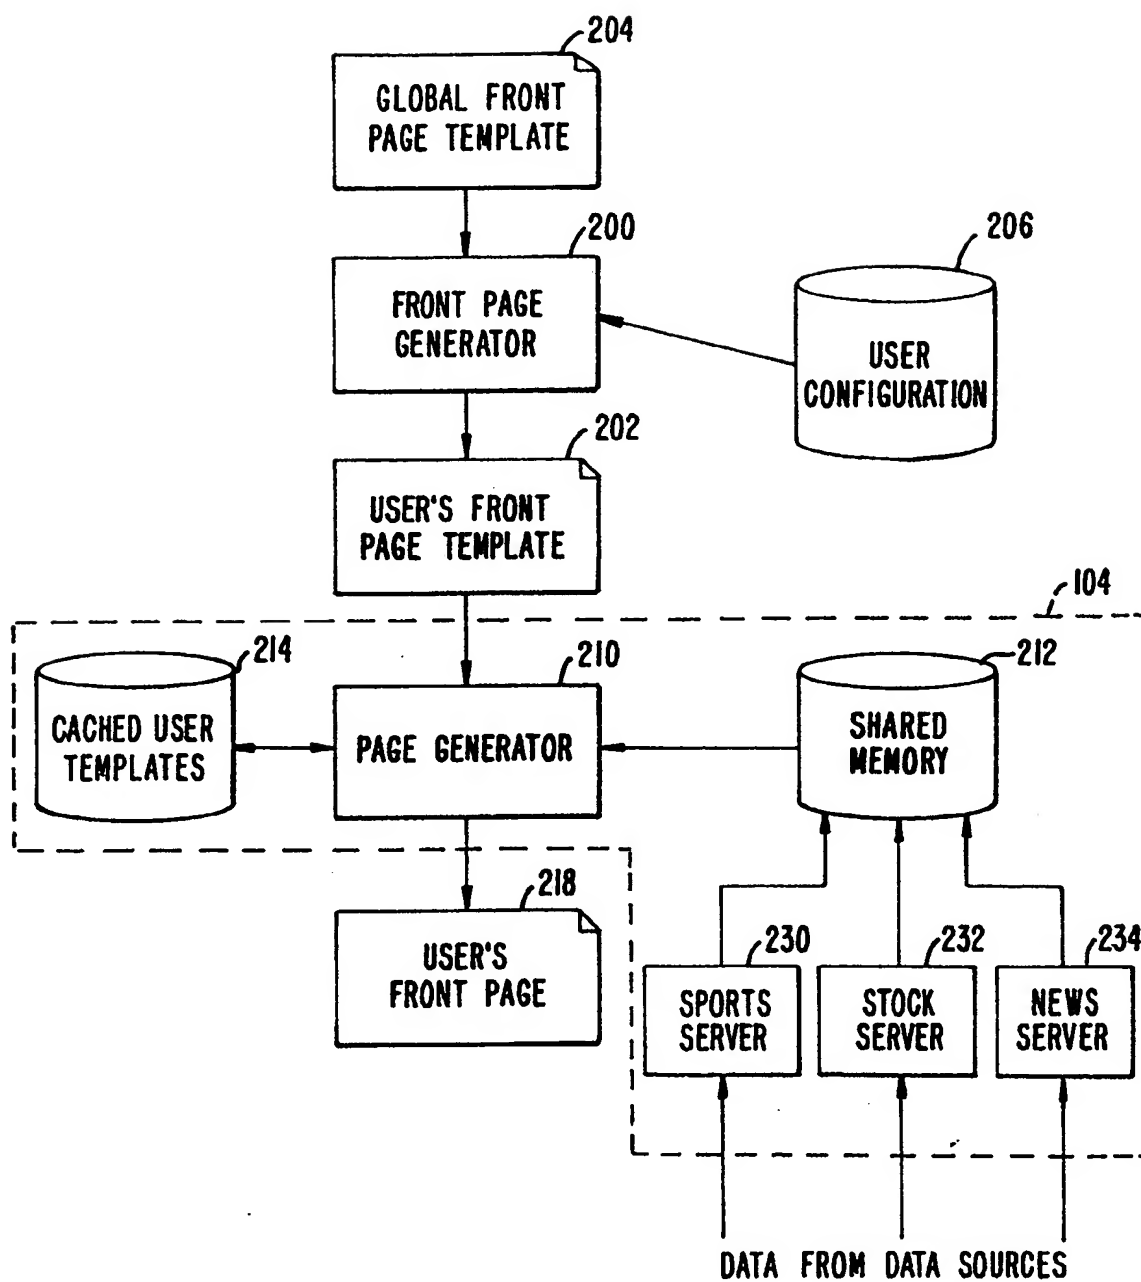 204
GLOBAL FRONT
PAGE TEMPLATE
200
FRONT PAGE
GENERATOR
206
USER
CONFIGURATION
202
USER'S FRONT
PAGE TEMPLATE
104
214
CACHED USER
TEMPLATES
210
PAGE GENERATOR
212
SHARED
MEMORY
218
USER'S
FRONT PAGE
230
SPORTS
SERVER
232
STOCK
SERVER
234
NEWS
SERVER
DATA FROM DATA SOURCES